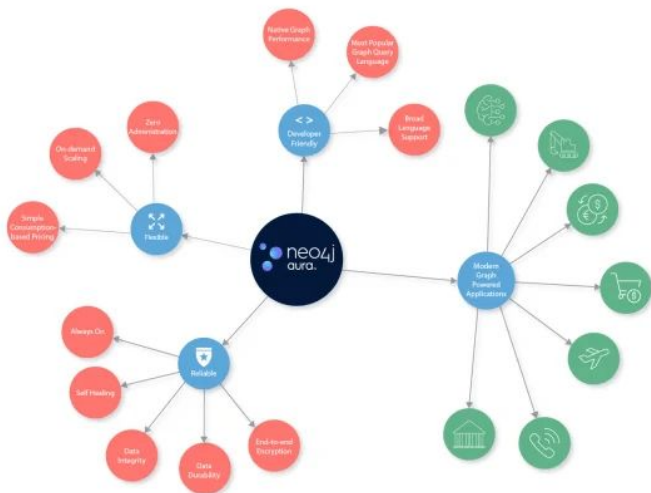 Native Graph
Performance
Most Popular
Graph Query
Language
<>
Developer
Friendly
Broad
Language
Support
Zero
Administration
On-demand
Scaling
Simple
Consumption-
based Pricing
Flexible
neo4j
aura™
Modern
Graph
Powered
Applications
$
€
$
Always On
Self Healing
Reliable
Data
Integrity
Data
Durability
End-to-end
Encryption